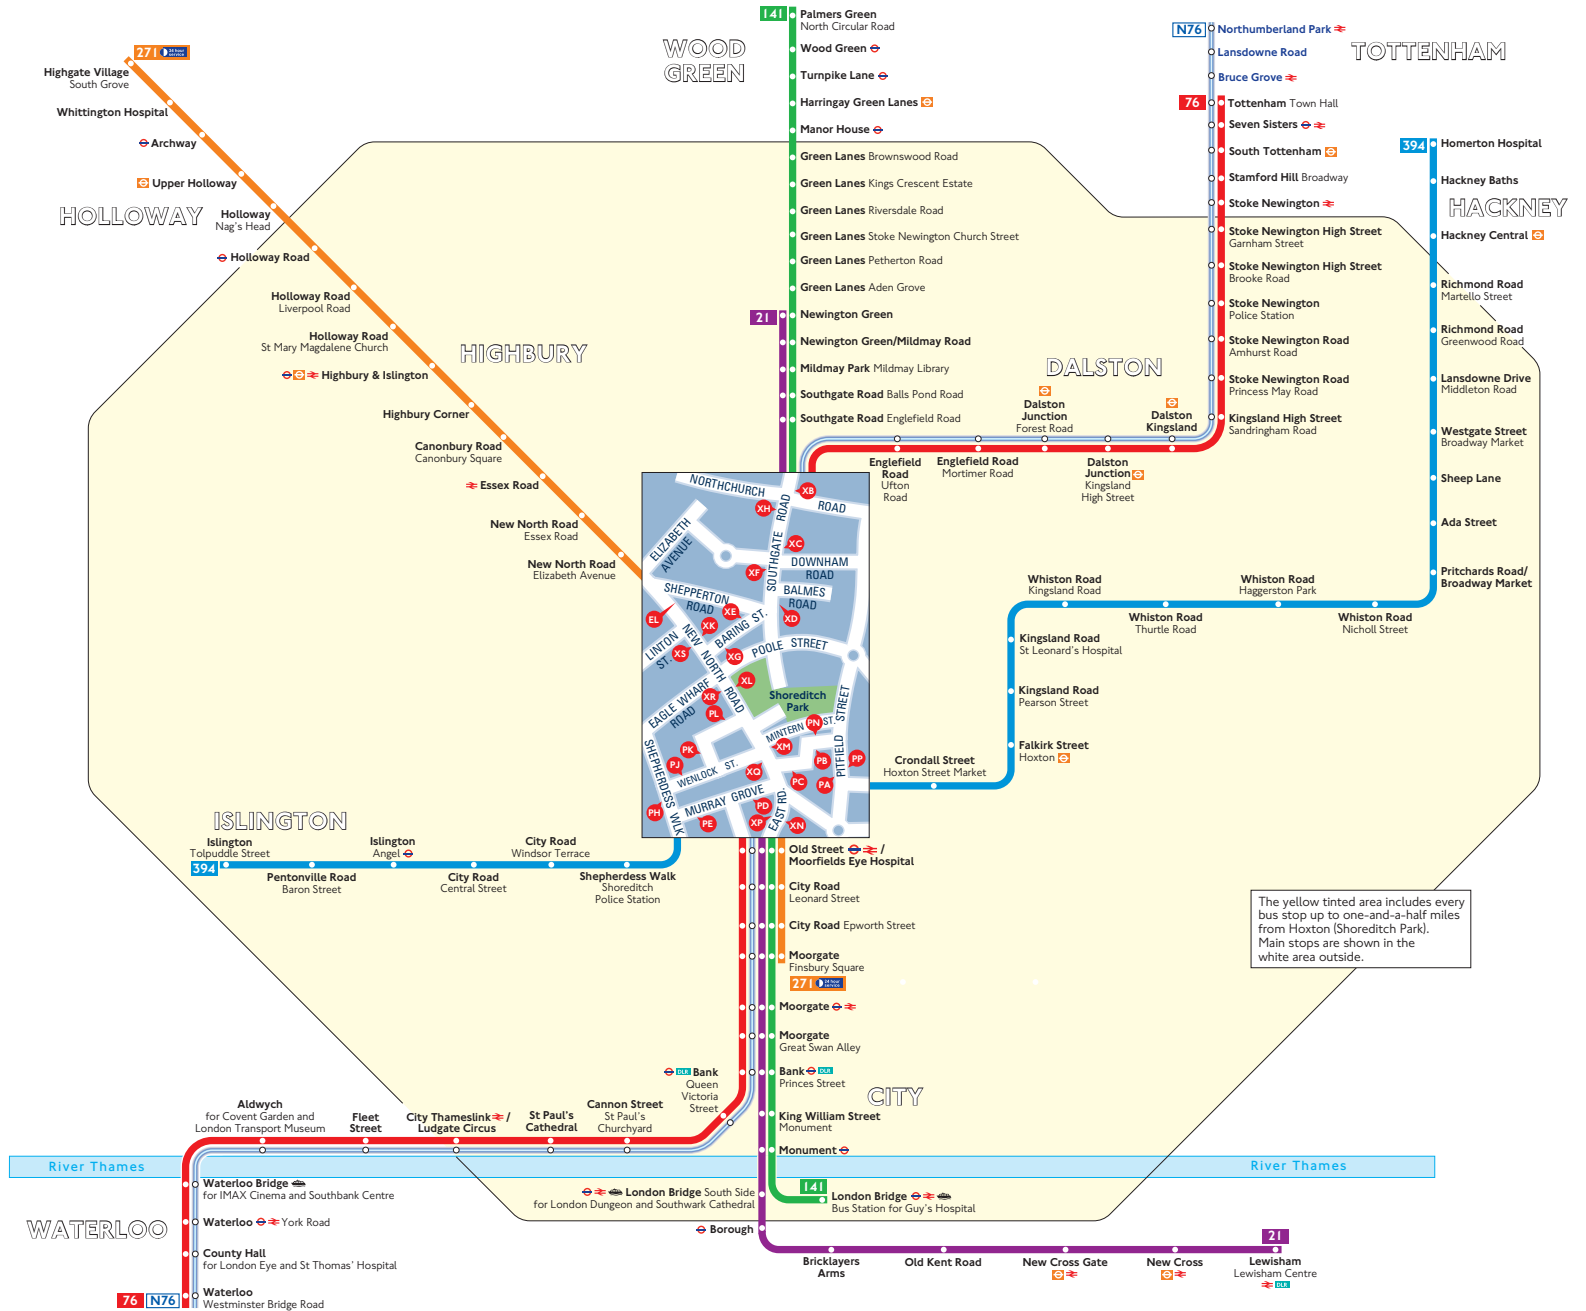 141
Palmers Green
North Circular Road
Wood Green
Turnpike Lane
Harringay Green Lanes
Manor House
Green Lanes Brownswood Road
Green Lanes Kings Crescent Estate
Green Lanes Riversdale Road
Green Lanes Stoke Newington Church Street
Green Lanes Petherton Road
Green Lanes Aden Grove
21
Newington Green
Newington Green/Mildmay Road
Mildmay Park Mildmay Library
Southgate Road Balls Pond Road
Southgate Road Englefield Road
WOOD
GREEN
271
24 hour
service
Highgate Village
South Grove
Whittington Hospital
Archway
Upper Holloway
HOLLOWAY
Holloway
Nag's Head
Holloway Road
Holloway Road
Liverpool Road
Holloway Road
St Mary Magdalene Church
HIGHBURY
Highbury & Islington
Highbury Corner
Canonbury Road
Canonbury Square
Essex Road
New North Road
Essex Road
New North Road
Elizabeth Avenue
N76
Northumberland Park
Lansdowne Road
Bruce Grove
TOTTENHAM
76
Tottenham Town Hall
Seven Sisters
South Tottenham
Stamford Hill Broadway
Stoke Newington
Stoke Newington High Street
Garnham Street
Stoke Newington High Street
Brooke Road
Stoke Newington
Police Station
Stoke Newington Road
Amhurst Road
Stoke Newington Road
Princess May Road
Kingsland High Street
Sandringham Road
DALSTON
Dalston
Kingsland
Dalston
Junction
Forest Road
Dalston
Junction
Kingsland
High Street
Englefield Road
Mortimer Road
Englefield
Road
Ufton
Road
394
Homerton Hospital
Hackney Baths
HACKNEY
Hackney Central
Richmond Road
Martello Street
Richmond Road
Greenwood Road
Lansdowne Drive
Middleton Road
Westgate Street
Broadway Market
Sheep Lane
Ada Street
Pritchards Road/
Broadway Market
Whiston Road
Nicholl Street
Whiston Road
Haggerston Park
Whiston Road
Thurtle Road
Whiston Road
Kingsland Road
Kingsland Road
St Leonard's Hospital
Kingsland Road
Pearson Street
Falkirk Street
Hoxton
Crondall Street
Hoxton Street Market
NORTHCHURCH
ROAD
XB
XH
SOUTHGATE ROAD
ELIZABETH
AVENUE
XC
DOWNHAM
ROAD
XF
BALMES
ROAD
SHEPPERTON
ROAD
XE
EL
XK
BARING ST.
XD
LINTON
ST.
XS
NEW NORTH ROAD
XG
POOLE STREET
XL
EAGLE WHARF
ROAD
XR
PL
Shoreditch
Park
PITFIELD STREET
MINTERN ST.
PN
XM
PK
PJ
PB
PP
SHEPHERDESS WLK
WENLOCK ST.
XQ
PC
PA
MURRAY GROVE
PH
PE
PD
XP
EAST RD.
XN
ISLINGTON
394
Islington
Tolpuddle Street
Pentonville Road
Baron Street
Islington
Angel
City Road
Central Street
City Road
Windsor Terrace
Shepherdess Walk
Shoreditch
Police Station
Old Street /
Moorfields Eye Hospital
City Road
Leonard Street
City Road Epworth Street
Moorgate
Finsbury Square
271
24 hour
service
Moorgate
Moorgate
Great Swan Alley
DLR Bank
Queen
Victoria
Street
Bank DLR
Princes Street
CITY
King William Street
Monument
Monument
The yellow tinted area includes every
bus stop up to one-and-a-half miles
from Hoxton (Shoreditch Park).
Main stops are shown in the
white area outside.
Aldwych
for Covent Garden and
London Transport Museum
Fleet
Street
City Thameslink /
Ludgate Circus
St Paul's
Cathedral
Cannon Street
St Paul's
Churchyard
River Thames
River Thames
Waterloo Bridge
for IMAX Cinema and Southbank Centre
WATERLOO
Waterloo York Road
County Hall
for London Eye and St Thomas' Hospital
76
N76
Waterloo
Westminster Bridge Road
London Bridge South Side
for London Dungeon and Southwark Cathedral
141
London Bridge
Bus Station for Guy's Hospital
Borough
Bricklayers
Arms
Old Kent Road
New Cross Gate
New Cross
21
Lewisham
Lewisham Centre
DLR